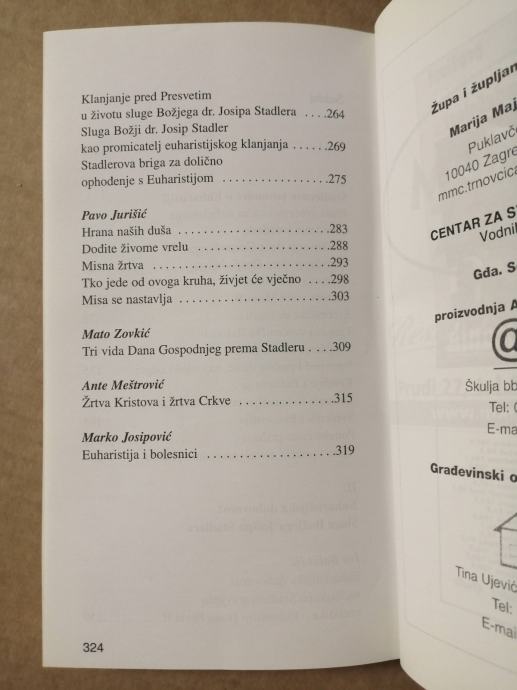 Klanjanje pred Presvetim
u životu sluge Božjega dr. Josipa Stadlera ....264
Sluga Božji dr. Josip Stadler
kao promicatelj euharistijskog klanjanja ......269
Stadlerova briga za dolično
ophođenje s Euharistijom ................275
Pavo Jurišić
Hrana naših duša ......................283
Dođite živome vrelu ....................288
Misna žrtva ..........................293
Tko jede od ovoga kruha, živjet će vječno ....298
Misa se nastavlja ......................303
Mato Zovkić
Tri vida Dana Gospodnjeg prema Stadleru ....309
Ante Meštrović
Žrtva Kristova i žrtva Crkve ..............315
Marko Josipović
Euharistija i bolesnici ...................319
324
Župa i župljan
Marija Maj
Puklavče
10040 Zagre
mmc.trnovcica
CENTAR ZA S
Vodnik
Gđa. S
proizvodnja A
@
Škulja bb
Tel:
E-ma
Građevinski o
Tina Ujević
Tel:
E-mail